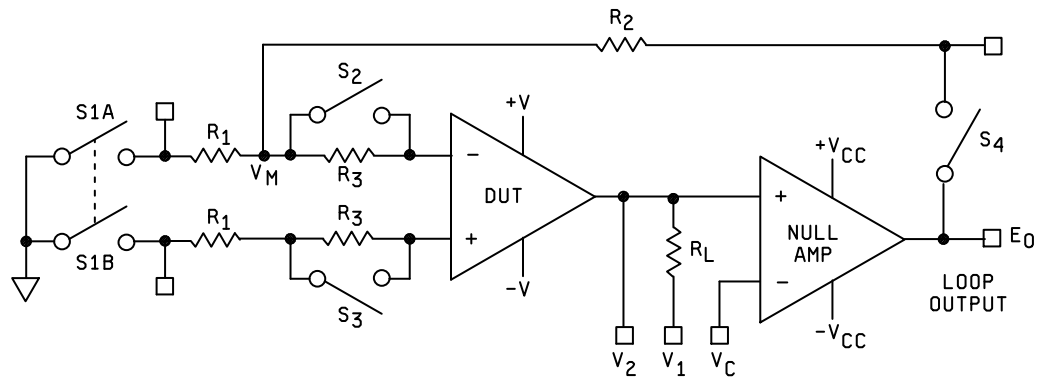 R2
S2
S1A
+V
R1
S4
+VCC
VM
R3
−
DUT
+
R1
R3
+
NULL
AMP
RL
E0
S1B
−
−V
LOOP
OUTPUT
S3
−VCC
V2
V1
VC